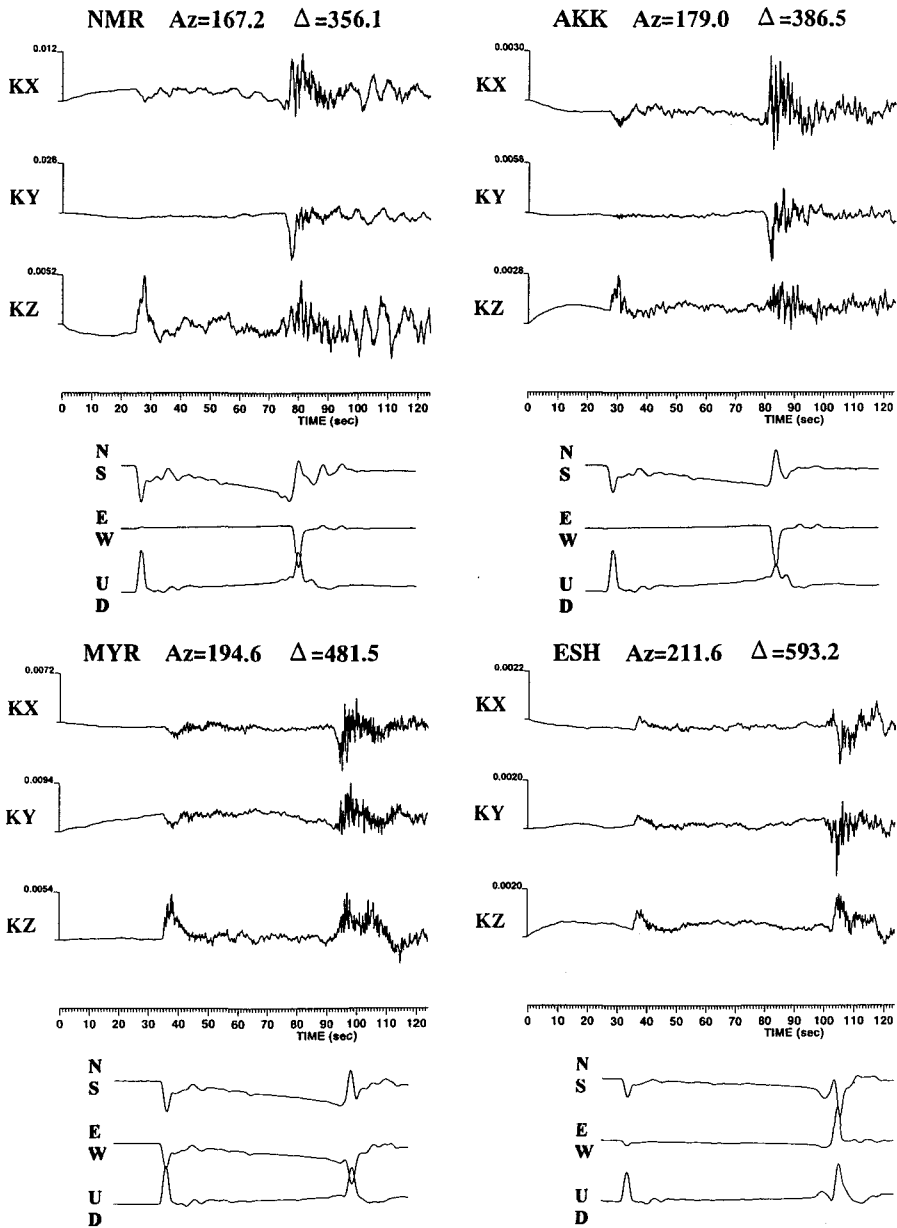 NMR Az=167.2 Δ=356.1
0.012
KX
0.026
KY
0.0052
KZ
0 10 20 30 40 50 60 70 80 90 100 110 120
TIME (sec)
N
S
E
W
U
D
AKK Az=179.0 Δ=386.5
0.0030
KX
0.0058
KY
0.0028
KZ
0 10 20 30 40 50 60 70 80 90 100 110 120
TIME (sec)
N
S
E
W
U
D
MYR Az=194.6 Δ=481.5
0.0072
KX
0.0094
KY
0.0054
KZ
0 10 20 30 40 50 60 70 80 90 100 110 120
TIME (sec)
N
S
E
W
U
D
ESH Az=211.6 Δ=593.2
0.0022
KX
0.0020
KY
0.0020
KZ
0 10 20 30 40 50 60 70 80 90 100 110 120
TIME (sec)
N
S
E
W
U
D